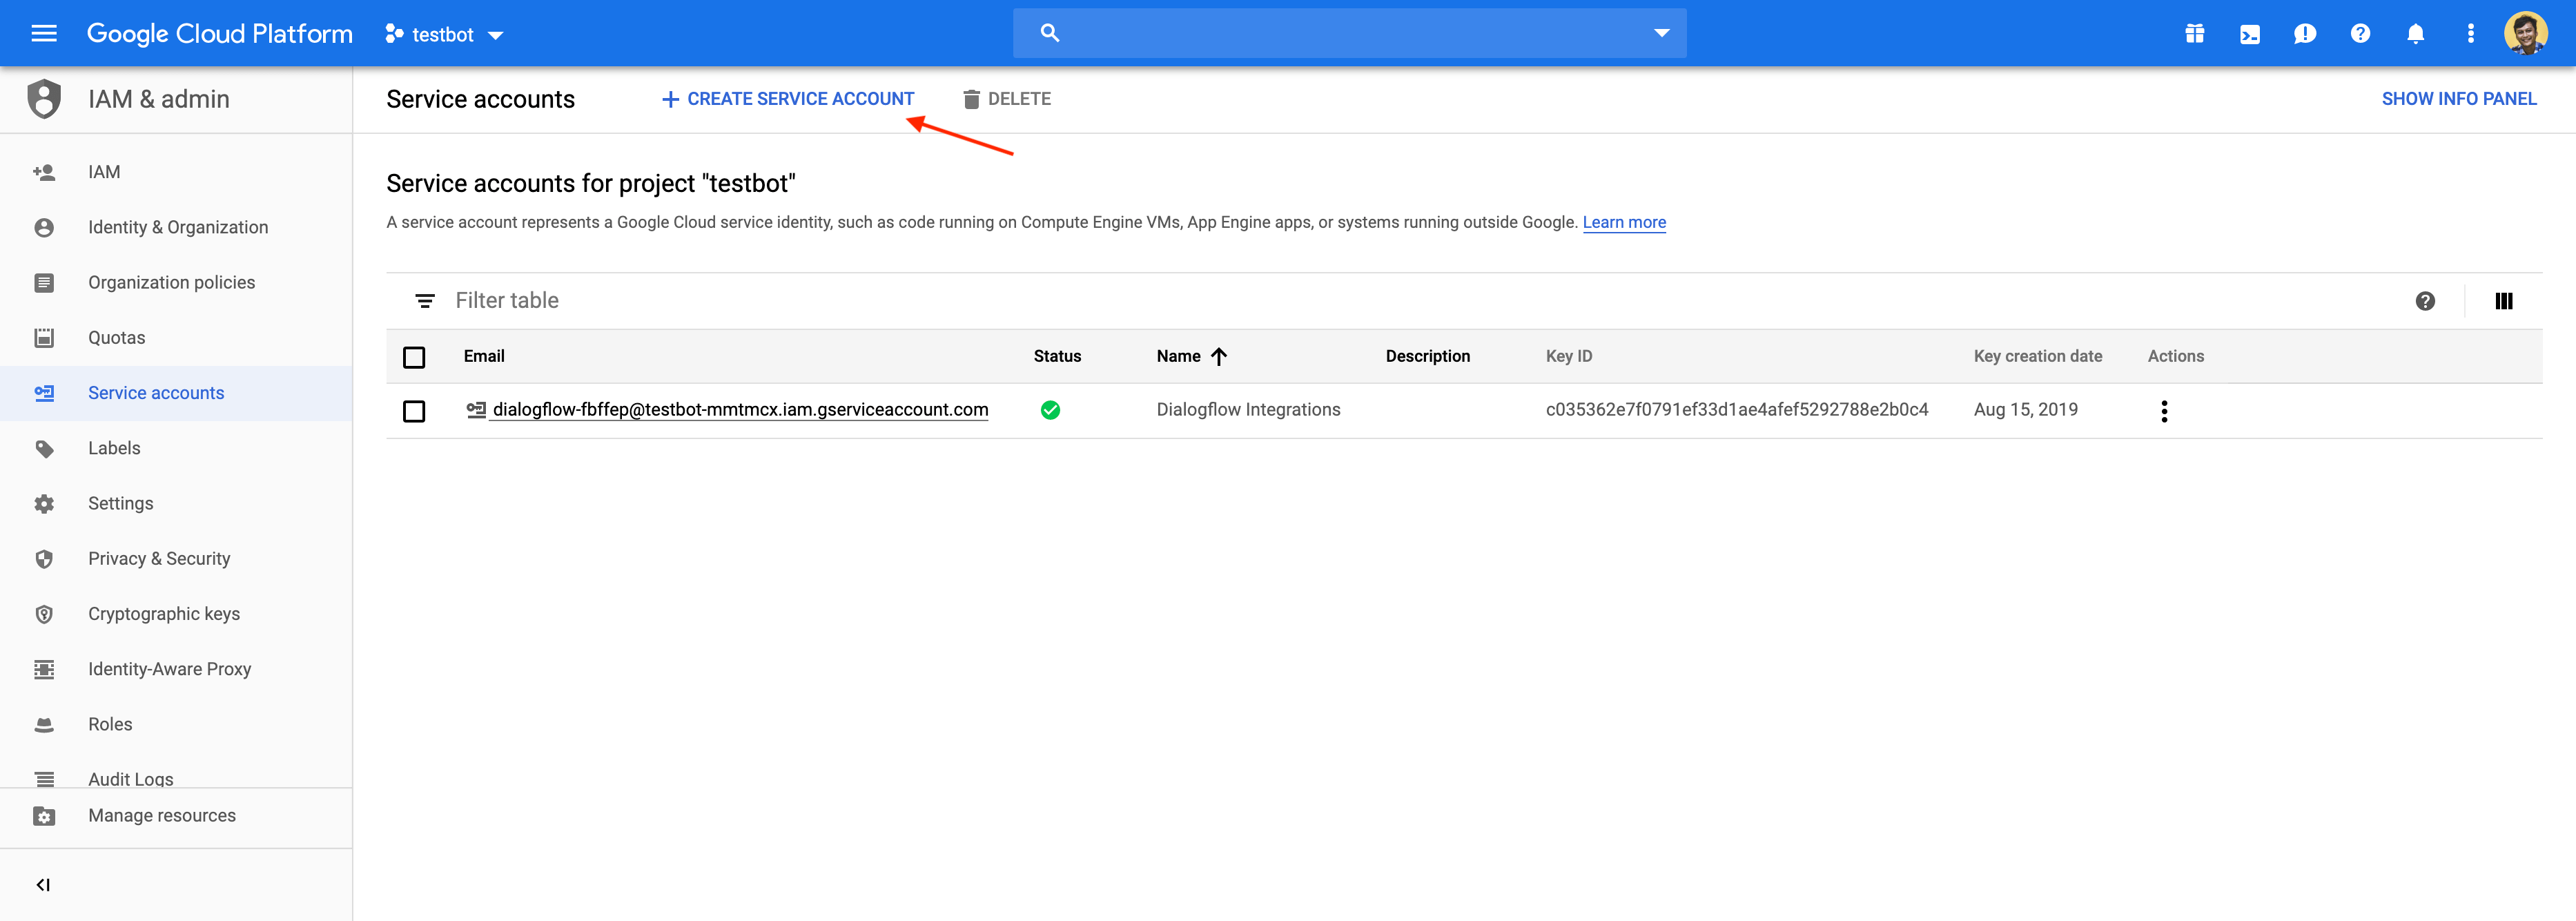 Google Cloud Platform testbot
IAM & admin
Service accounts CREATE SERVICE ACCOUNT DELETE SHOW INFO PANEL
IAM
Identity & Organization
Organization policies
Quotas
Service accounts
Labels
Settings
Privacy & Security
Cryptographic keys
Identity-Aware Proxy
Roles
Audit Logs
Manage resources
Service accounts for project "testbot"
A service account represents a Google Cloud service identity, such as code running on Compute Engine VMs, App Engine apps, or systems running outside Google. Learn more
Filter table
Email Status Name Description Key ID Key creation date Actions
dialogflow-fbffep@testbot-mmtmcx.iam.gserviceaccount.com Dialogflow Integrations c035362e7f0791ef33d1ae4afef5292788e2b0c4 Aug 15, 2019